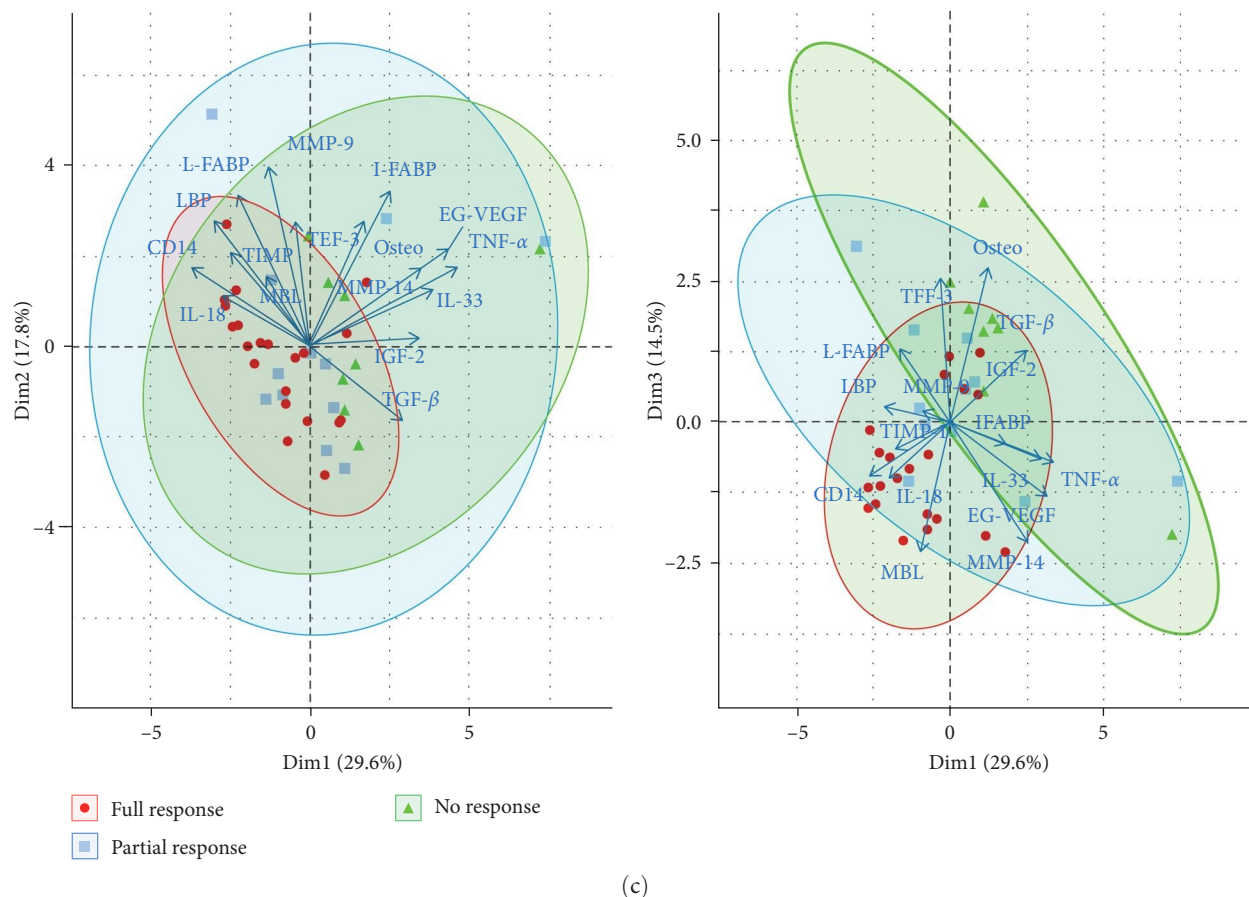 MMP-9
L-FABP
I-FABP
LBP
EG-VEGF
CD14
TIMP
TEF-3
Osteo
TNF-α
MBL
MMP-14
IL-18
IL-33
IGF-2
TGF-β
4
0
−4
Dim2 (17.8%)
−5
0
5
Dim1 (29.6%)
Osteo
TFF-3
TGF-β
L-FABP
IGF-2
LBP
MMP-9
TIMP-1
IFABP
CD14
IL-18
IL-33
TNF-α
EG-VEGF
MBL
MMP-14
5.0
2.5
0.0
−2.5
Dim3 (14.5%)
−5
0
5
Dim1 (29.6%)
Full response
No response
Partial response
(c)